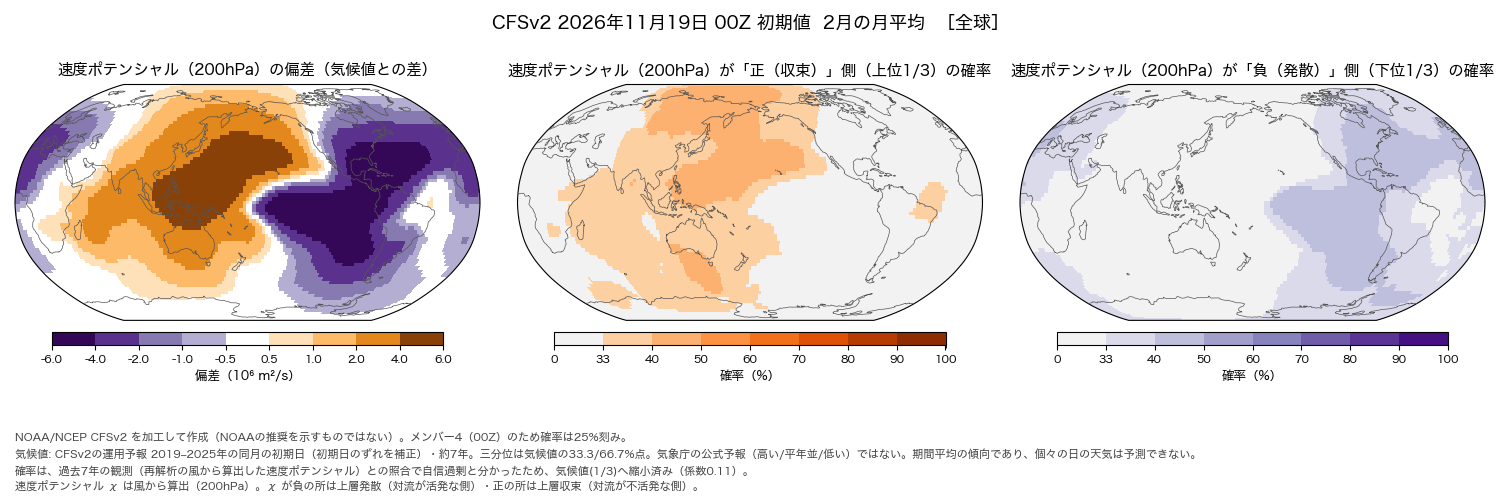 CFSv2 2026年11月19日 00Z 初期値  2月の月平均  ［全球］
速度ポテンシャル（200hPa）の偏差（気候値との差）
速度ポテンシャル（200hPa）が「正（収束）」側（上位1/3）の確率
速度ポテンシャル（200hPa）が「負（発散）」側（下位1/3）の確率
-6.0 -4.0 -2.0 -1.0 -0.5 0.5 1.0 2.0 4.0 6.0
偏差（10⁶ m²/s）
0 33 40 50 60 70 80 90 100
確率（%）
0 33 40 50 60 70 80 90 100
確率（%）
NOAA/NCEP CFSv2 を加工して作成（NOAAの推奨を示すものではない）。メンバー4（00Z）のため確率は25%刻み。
気候値: CFSv2の運用予報 2019–2025年の同月の初期日（初期日のずれを補正）・約7年。三分位は気候値の33.3/66.7%点。気象庁の公式予報（高い/平年並/低い）ではない。期間平均の傾向であり、個々の日の天気は予測できない。
確率は、過去7年の観測（再解析の風から算出した速度ポテンシャル）との照合で自信過剰と分かったため、気候値(1/3)へ縮小済み（係数0.11）。
速度ポテンシャル χ は風から算出（200hPa）。χ が負の所は上層発散（対流が活発な側）・正の所は上層収束（対流が不活発な側）。